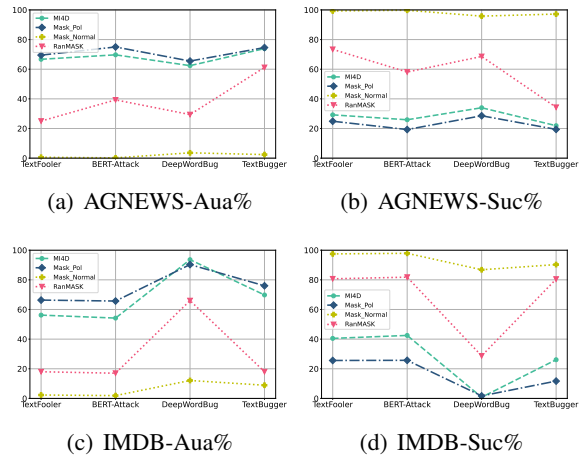 100
80
60
40
20
0
MI4D
Mask_Pol
Mask_Normal
RanMASK
TextFooler BERT-Attack DeepWordBug TextBugger
(a) AGNEWS-Aua%
100
80
60
40
20
0
MI4D
Mask_Pol
Mask_Normal
RanMASK
TextFooler BERT-Attack DeepWordBug TextBugger
(b) AGNEWS-Suc%
100
80
60
40
20
0
MI4D
Mask_Pol
Mask_Normal
RanMASK
TextFooler BERT-Attack DeepWordBug TextBugger
(c) IMDB-Aua%
100
80
60
40
20
0
MI4D
Mask_Pol
Mask_Normal
RanMASK
TextFooler BERT-Attack DeepWordBug TextBugger
(d) IMDB-Suc%